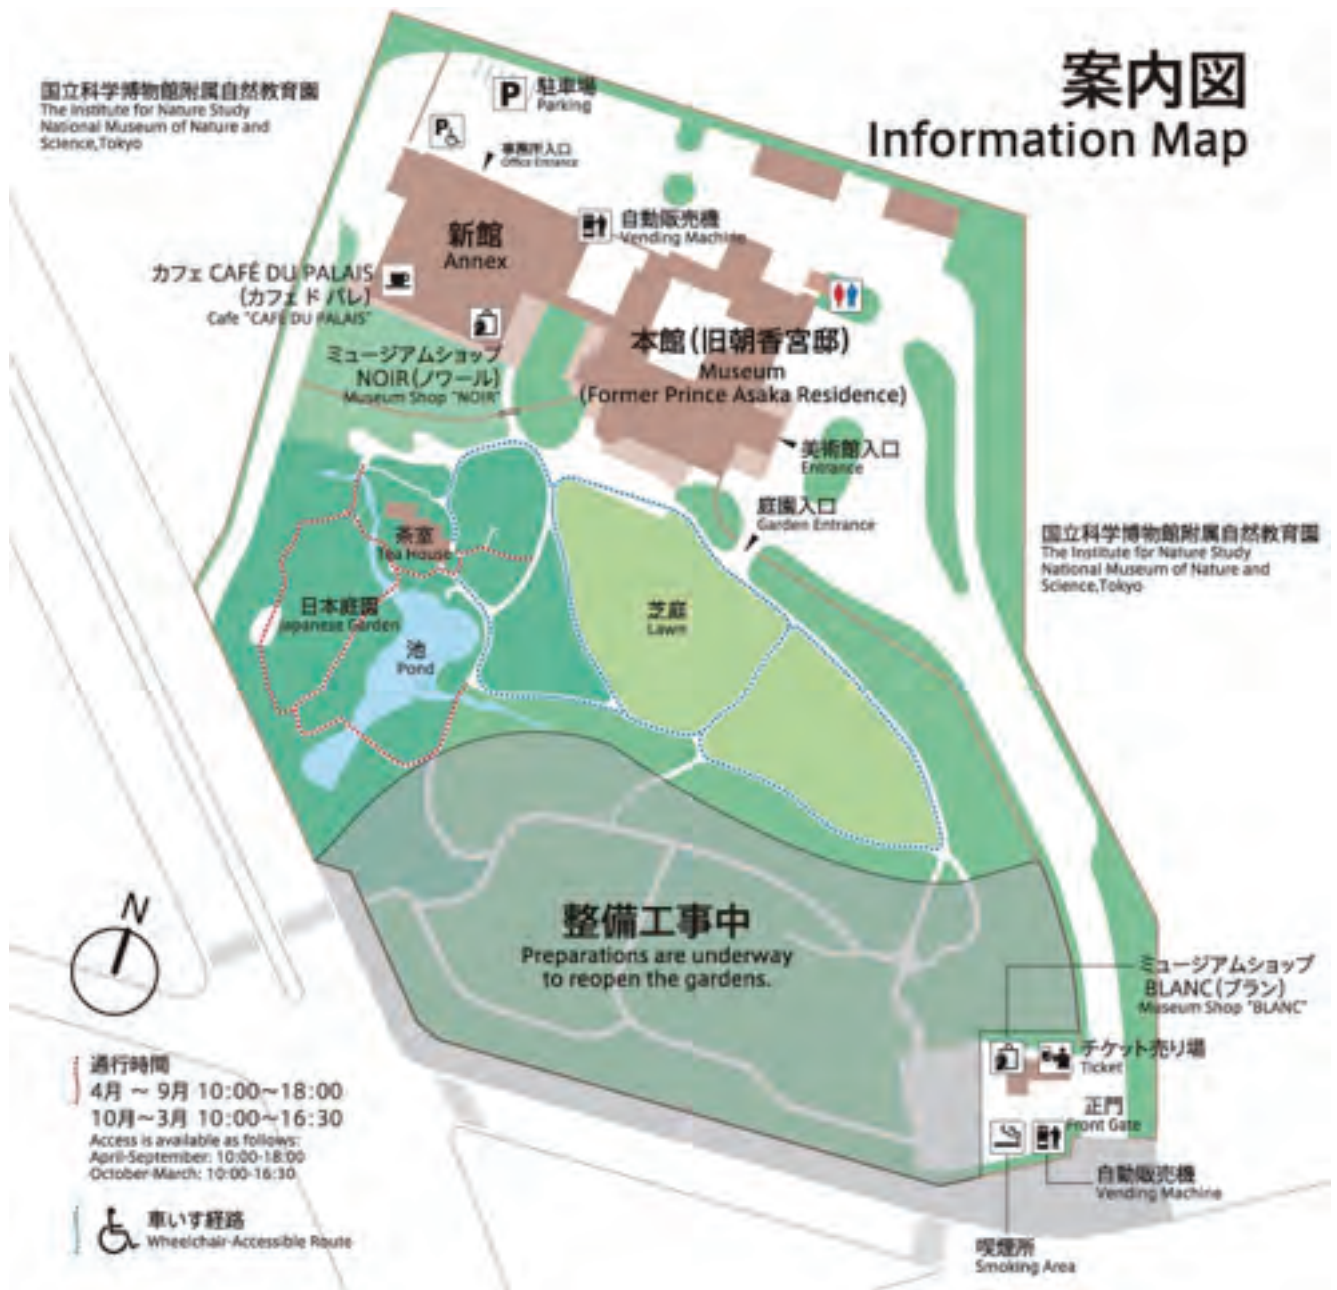 案内図
Information Map
国立科学博物館附属自然教育園
The Institute for Nature Study
National Museum of Nature and
Science,Tokyo
P
駐車場
Parking
P
事務所入口
Office Entrance
自動販売機
Vending Machine
新館
Annex
カフェ CAFÉ DU PALAIS
(カフェ ド パレ)
Cafe "CAFÉ DU PALAIS"
ミュージアムショップ
NOIR(ノワール)
Museum Shop "NOIR"
本館(旧朝香宮邸)
Museum
(Former Prince Asaka Residence)
美術館入口
Entrance
庭園入口
Garden Entrance
国立科学博物館附属自然教育園
The Institute for Nature Study
National Museum of Nature and
Science,Tokyo
茶室
Tea House
日本庭園
Japanese Garden
池
Pond
芝庭
Lawn
整備工事中
Preparations are underway
to reopen the gardens.
N
ミュージアムショップ
BLANC(ブラン)
Museum Shop "BLANC"
チケット売り場
Ticket
正門
Front Gate
自動販売機
Vending Machine
喫煙所
Smoking Area
通行時間
4月 ~ 9月 10:00~18:00
10月~3月 10:00~16:30
Access is available as follows:
April-September: 10:00-18:00
October-March: 10:00-16:30
車いす経路
Wheelchair-Accessible Route